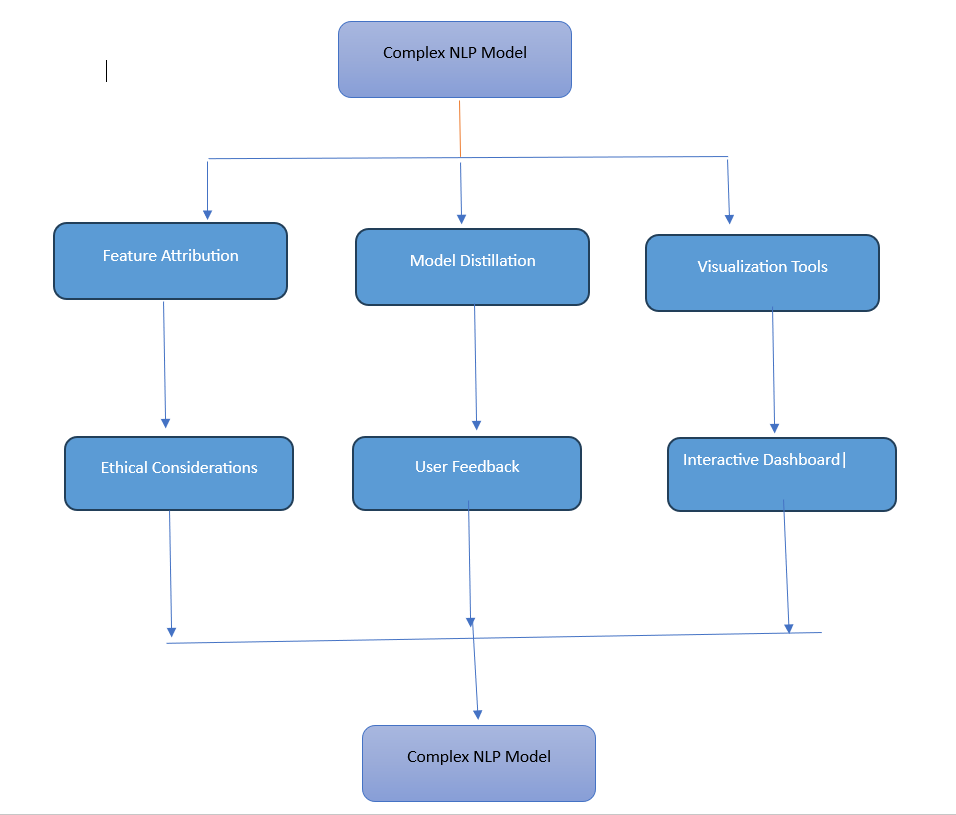 Complex NLP Model
Feature Attribution
Model Distillation
Visualization Tools
Ethical Considerations
User Feedback
Interactive Dashboard
Complex NLP Model